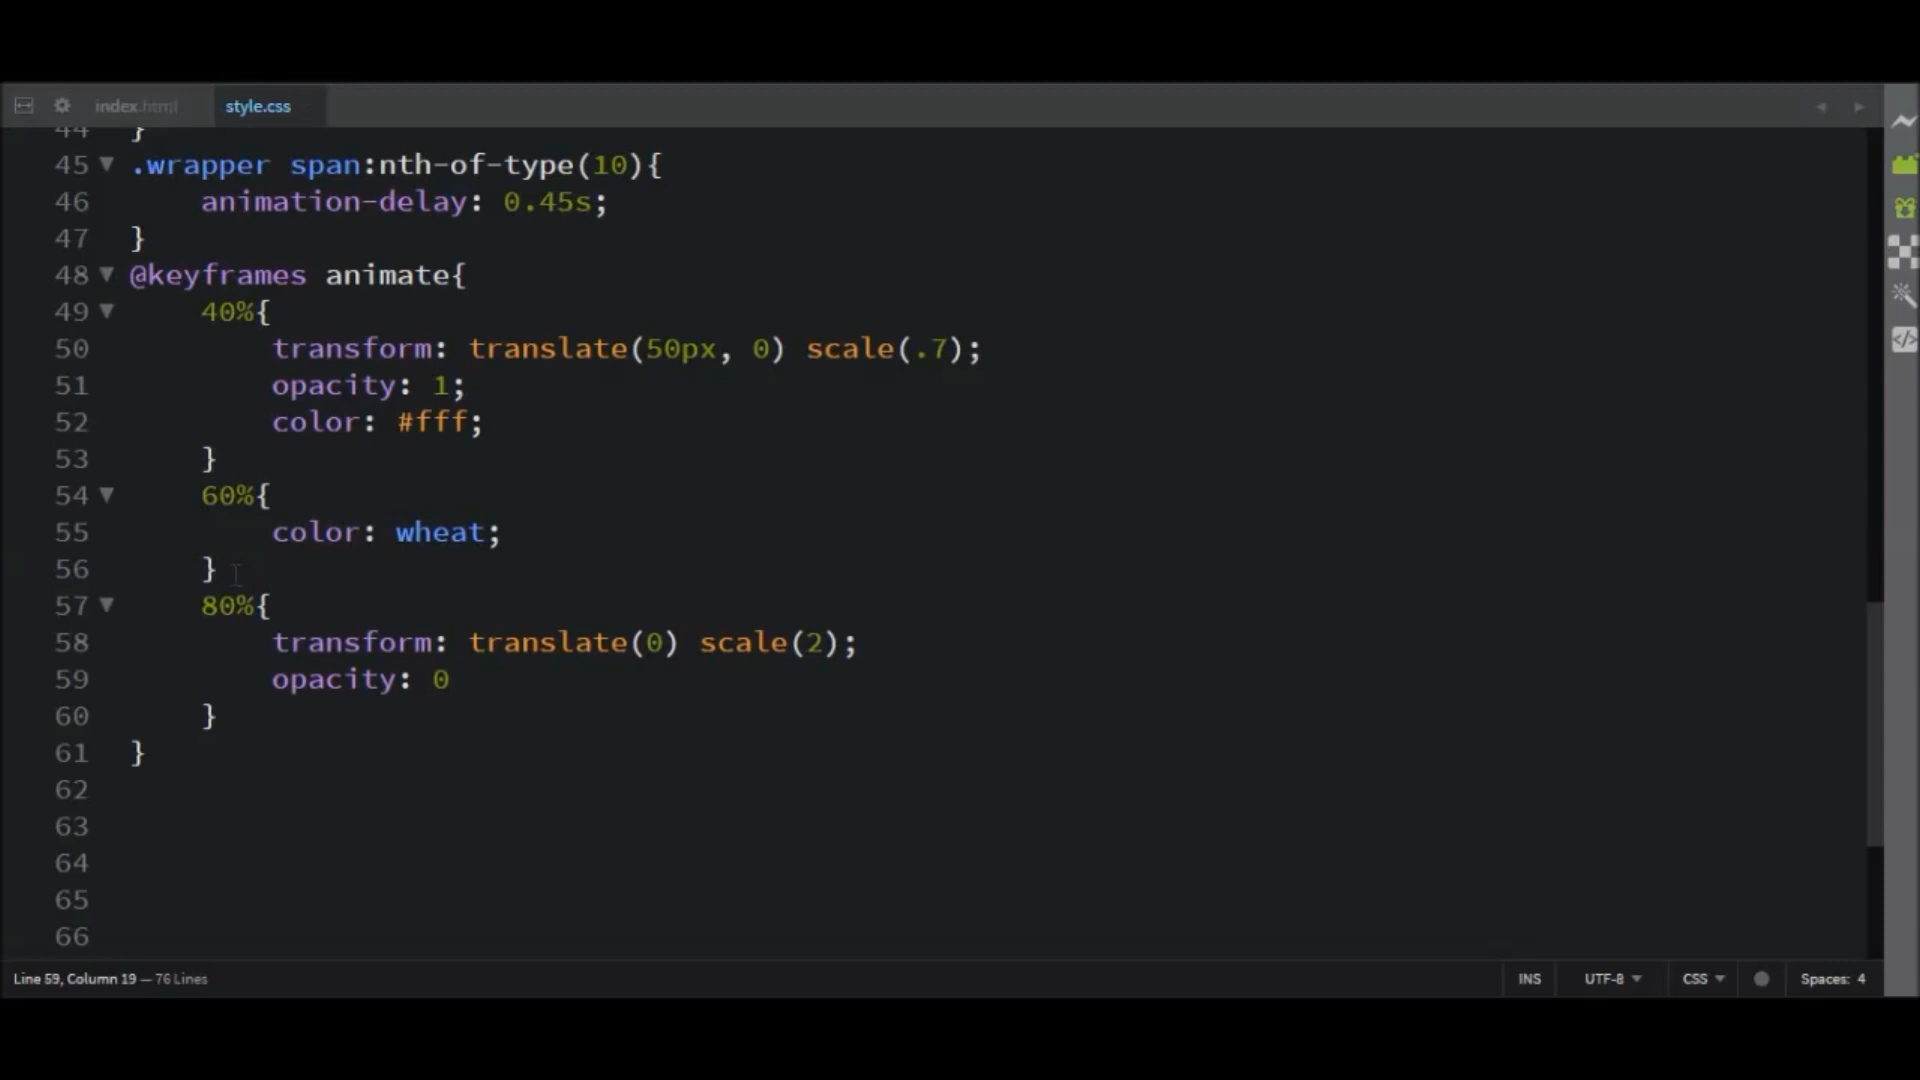 index.html style.css
44 }
45 .wrapper span:nth-of-type(10){
46 animation-delay: 0.45s;
47 }
48 @keyframes animate{
49 40%{
50 transform: translate(50px, 0) scale(.7);
51 opacity: 1;
52 color: #fff;
53 }
54 60%{
55 color: wheat;
56 }
57 80%{
58 transform: translate(0) scale(2);
59 opacity: 0
60 }
61 }
62
63
64
65
66
Line 59, Column 19 — 76 Lines INS UTF-8 CSS Spaces: 4